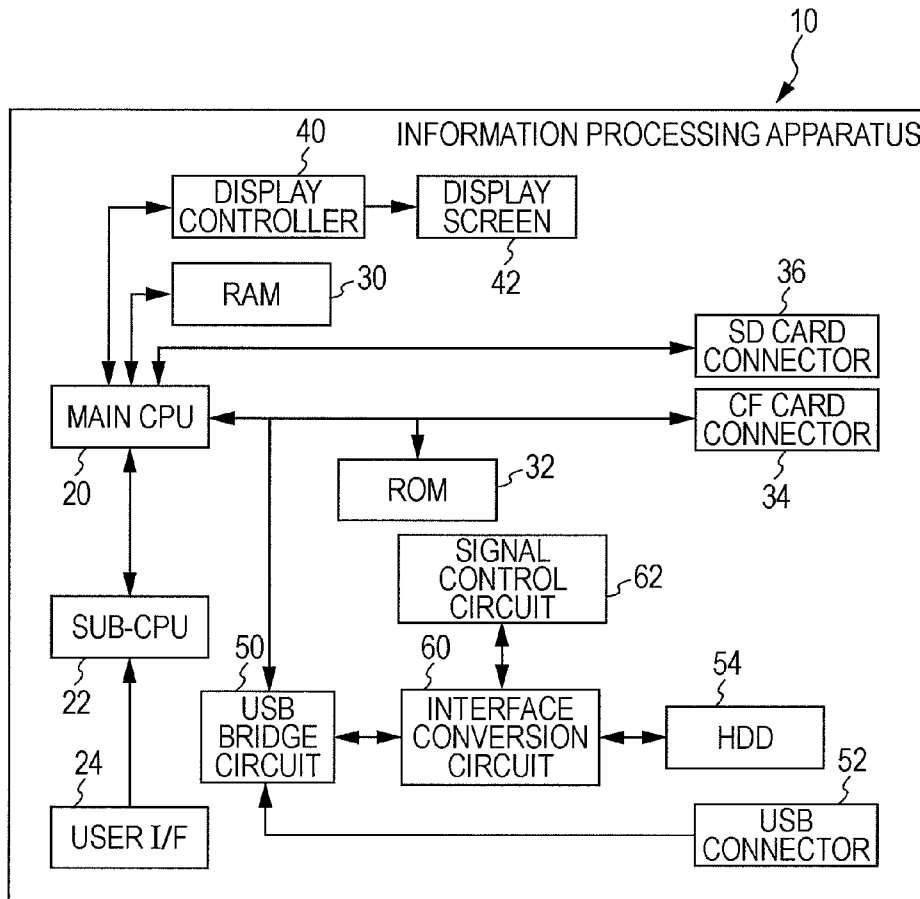 10
INFORMATION PROCESSING APPARATUS
40
DISPLAY
CONTROLLER
DISPLAY
SCREEN
42
RAM
30
36
SD CARD
CONNECTOR
MAIN CPU
20
CF CARD
CONNECTOR
34
ROM
32
SIGNAL
CONTROL
CIRCUIT
62
SUB-CPU
22
50
USB
BRIDGE
CIRCUIT
60
INTERFACE
CONVERSION
CIRCUIT
54
HDD
24
USER I/F
52
USB
CONNECTOR